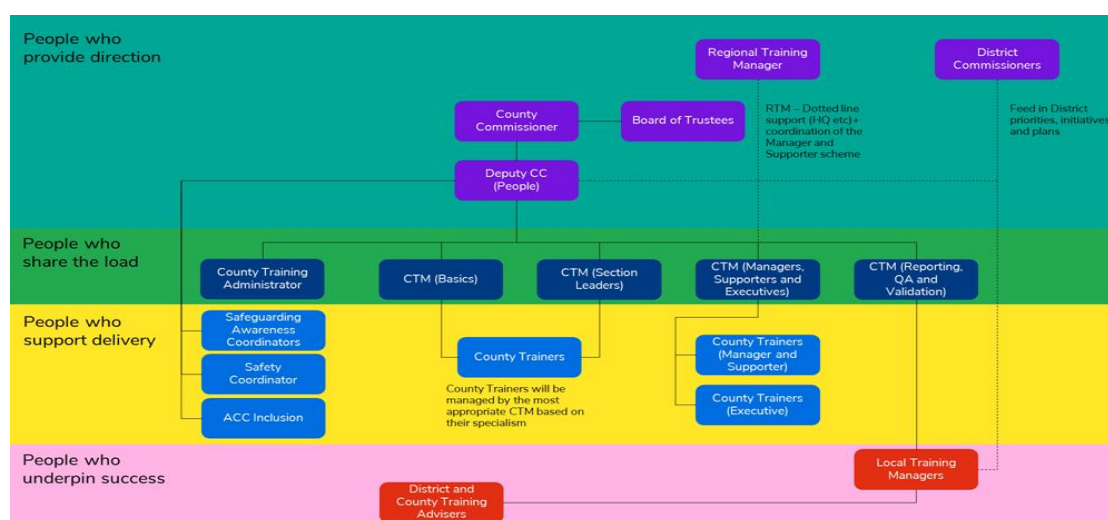 People who
provide direction
Regional Training
Manager
District
Commissioners
County
Commissioner
Board of Trustees
RTM – Dotted line
support (HQ etc)+
coordination of the
Manager and
Supporter scheme
Feed in District
priorities, initiatives
and plans
Deputy CC
(People)
People who
share the load
County Training
Administrator
CTM (Basics)
CTM (Section
Leaders)
CTM (Managers,
Supporters and
Executives)
CTM (Reporting,
QA and
Validation)
People who
support delivery
Safeguarding
Awareness
Coordinators
Safety
Coordinator
ACC Inclusion
County Trainers
County Trainers will be
managed by the most
appropriate CTM based on
their specialism
County Trainers
(Manager and
Supporter)
County Trainers
(Executive)
People who
underpin success
Local Training
Managers
District and
County Training
Advisers